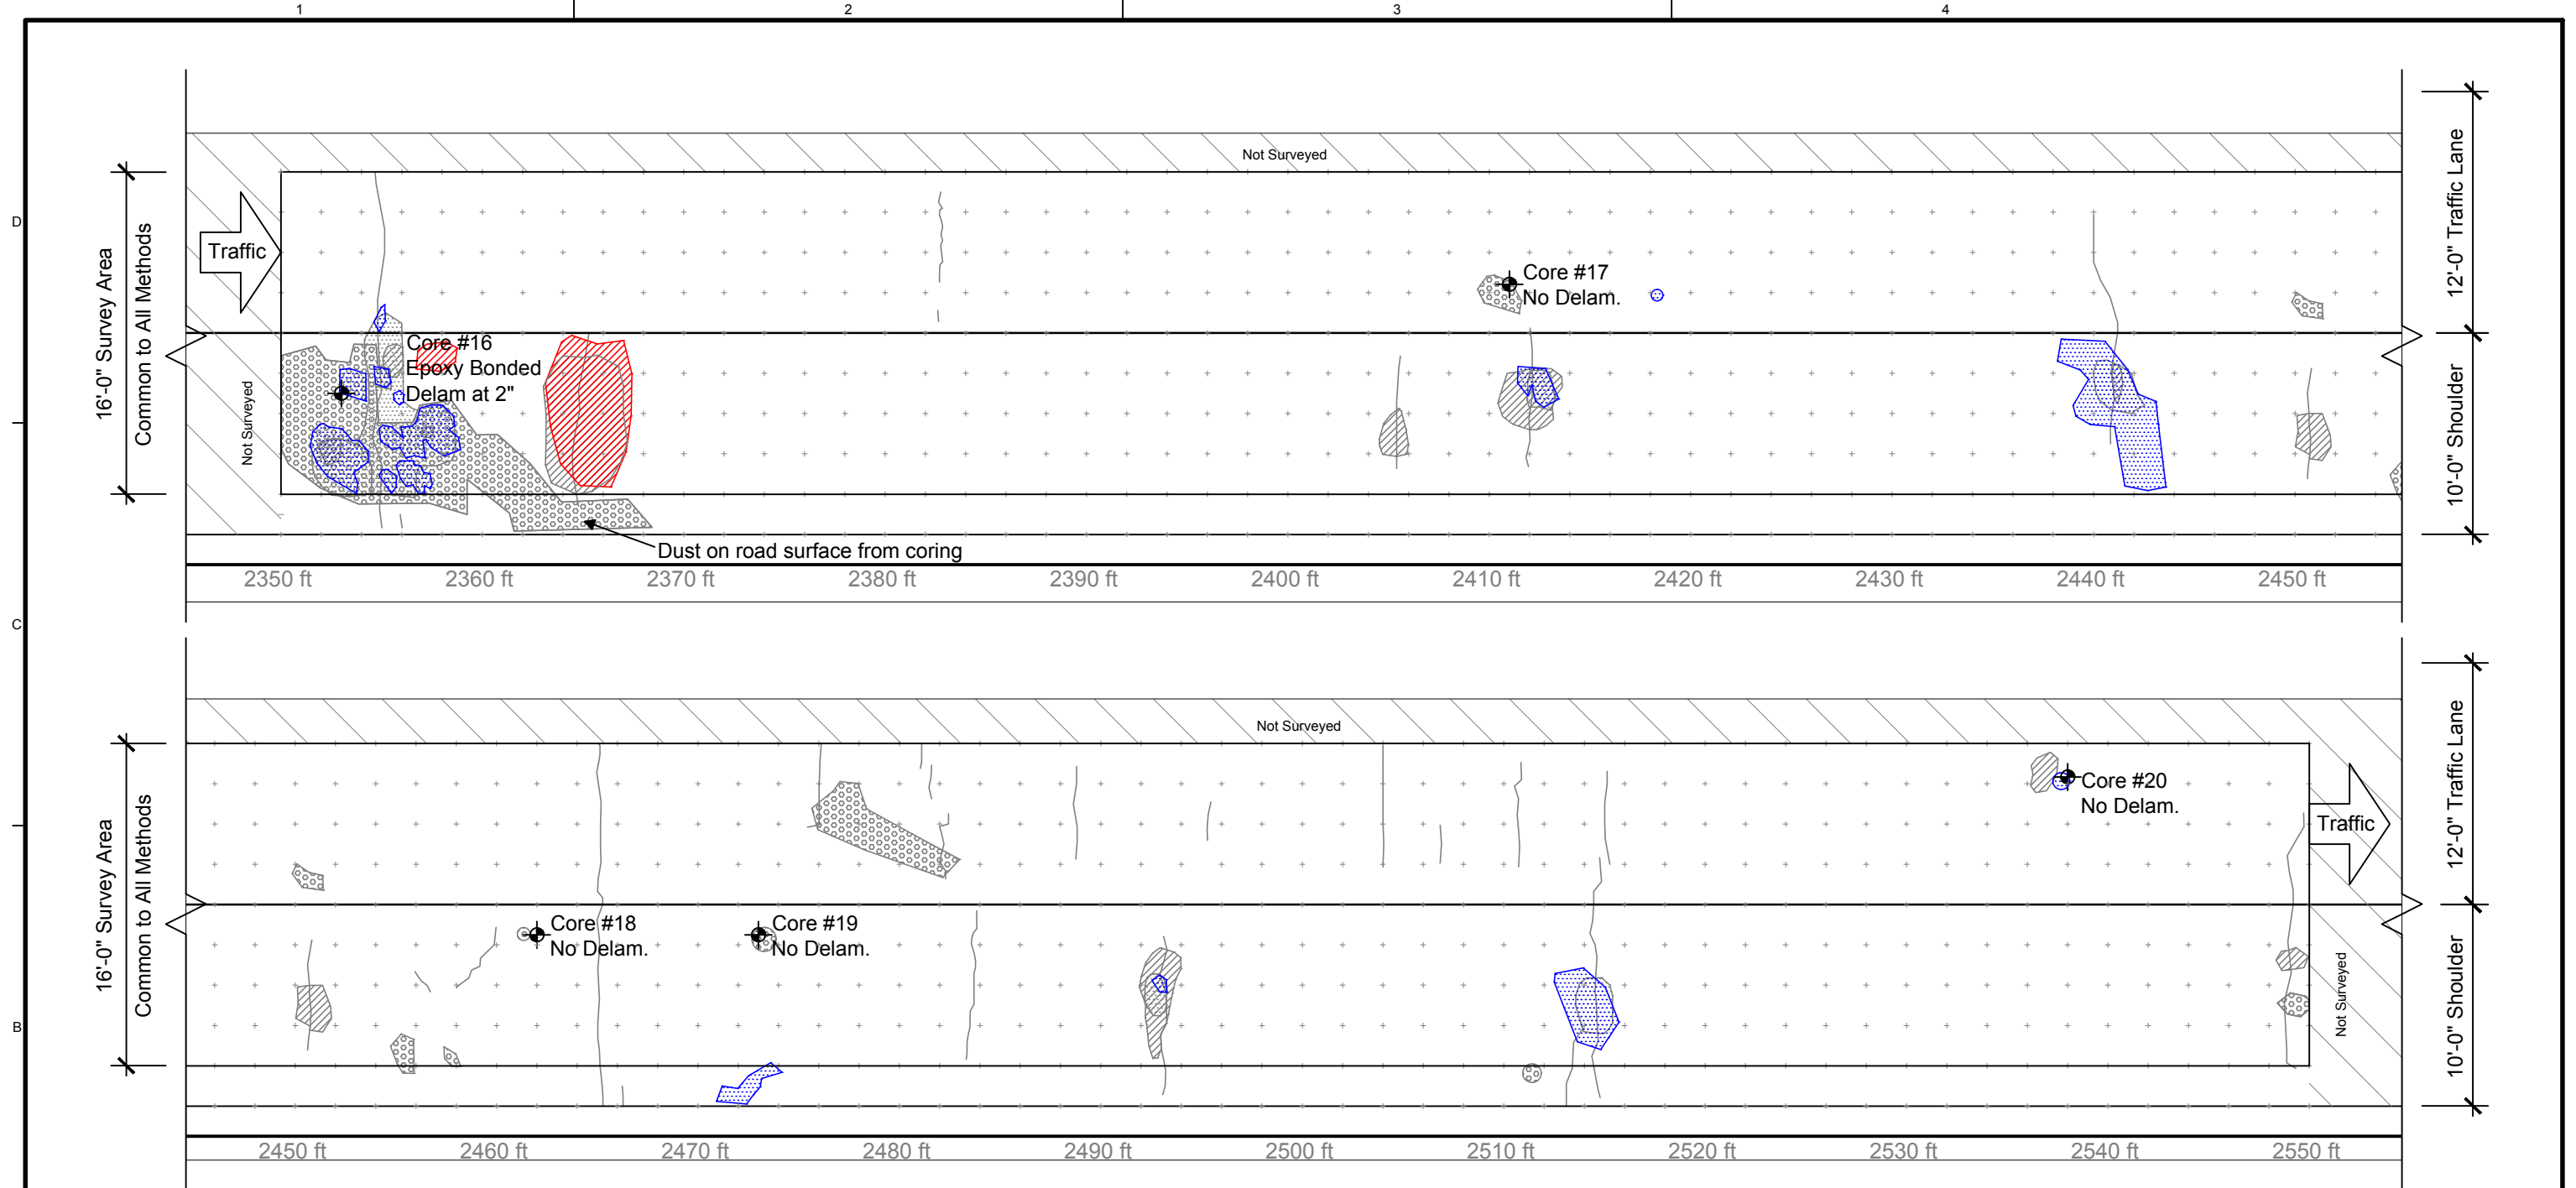 1 2 3 4
D
C
B
Not Surveyed
16'-0" Survey Area
Common to All Methods
Traffic
Not Surveyed
Core #16
Epoxy Bonded
Delam at 2"
Core #17
No Delam.
12'-0" Traffic Lane
10'-0" Shoulder
Dust on road surface from coring
2350 ft 2360 ft 2370 ft 2380 ft 2390 ft 2400 ft 2410 ft 2420 ft 2430 ft 2440 ft 2450 ft
Not Surveyed
16'-0" Survey Area
Common to All Methods
Core #18
No Delam.
Core #19
No Delam.
Core #20
No Delam.
Traffic
Not Surveyed
12'-0" Traffic Lane
10'-0" Shoulder
2450 ft 2460 ft 2470 ft 2480 ft 2490 ft 2500 ft 2510 ft 2520 ft 2530 ft 2540 ft 2550 ft